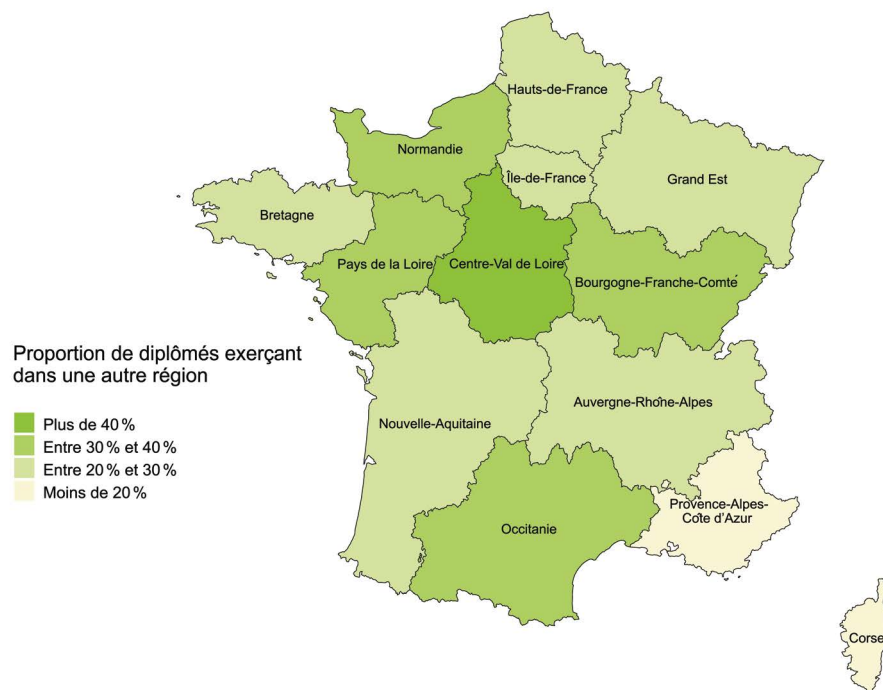 Hauts-de-France
Normandie
Île-de-France
Grand Est
Bretagne
Pays de la Loire
Centre-Val de Loire
Bourgogne-Franche-Comté
Proportion de diplômés exerçant
dans une autre région
Plus de 40 %
Entre 30 % et 40 %
Entre 20 % et 30 %
Moins de 20 %
Auvergne-Rhône-Alpes
Nouvelle-Aquitaine
Provence-Alpes-
Côte d'Azur
Occitanie
Corse